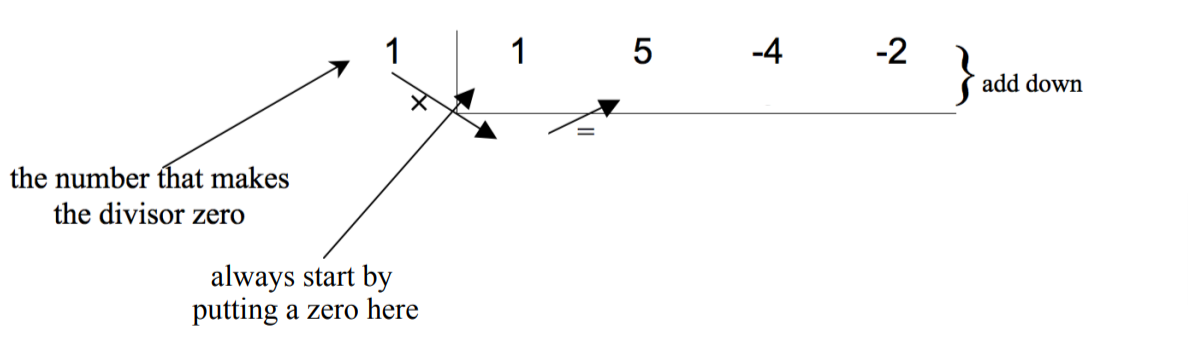 1 1 5 -4 -2 } add down
×
=
the number that makes
the divisor zero
always start by
putting a zero here